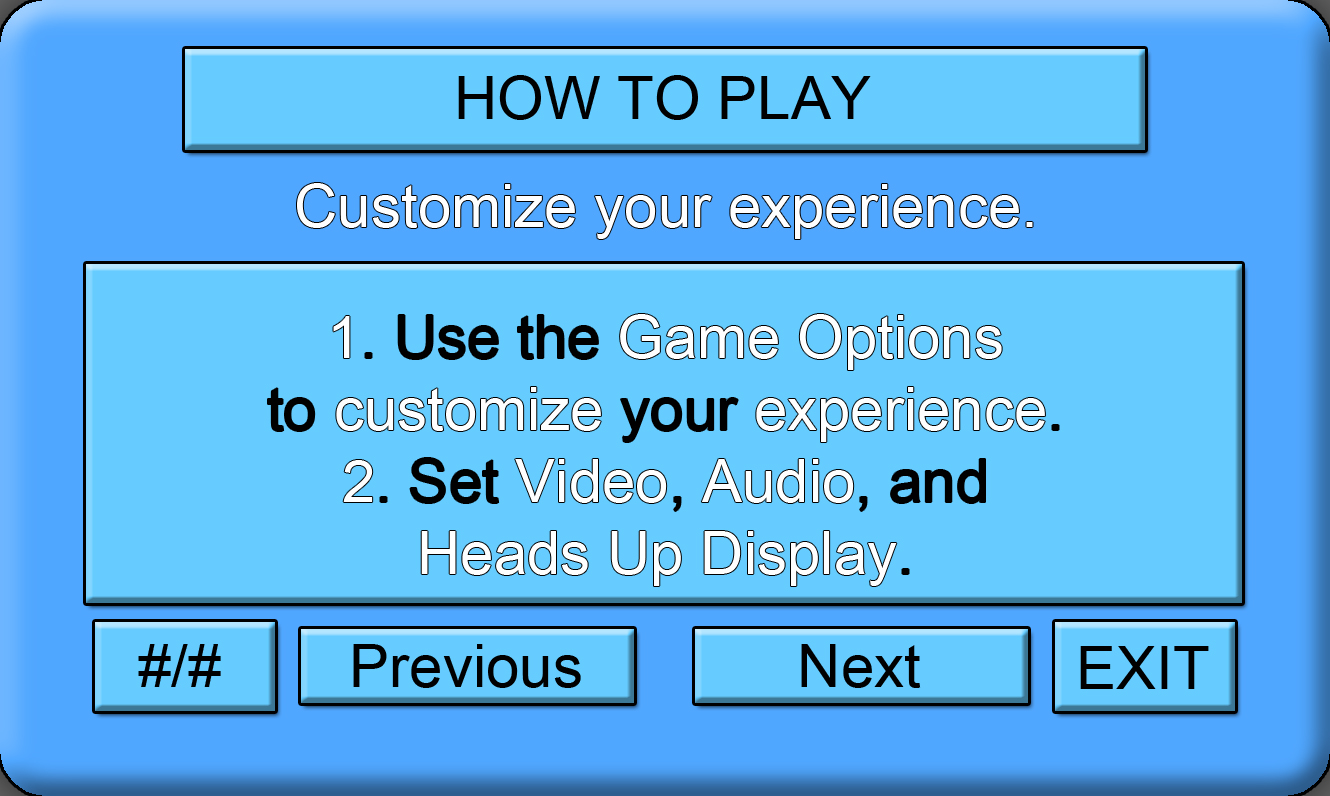 HOW TO PLAY
Customize your experience.
1. Use the Game Options
to customize your experience.
2. Set Video, Audio, and
Heads Up Display.
#/#
Previous
Next
EXIT